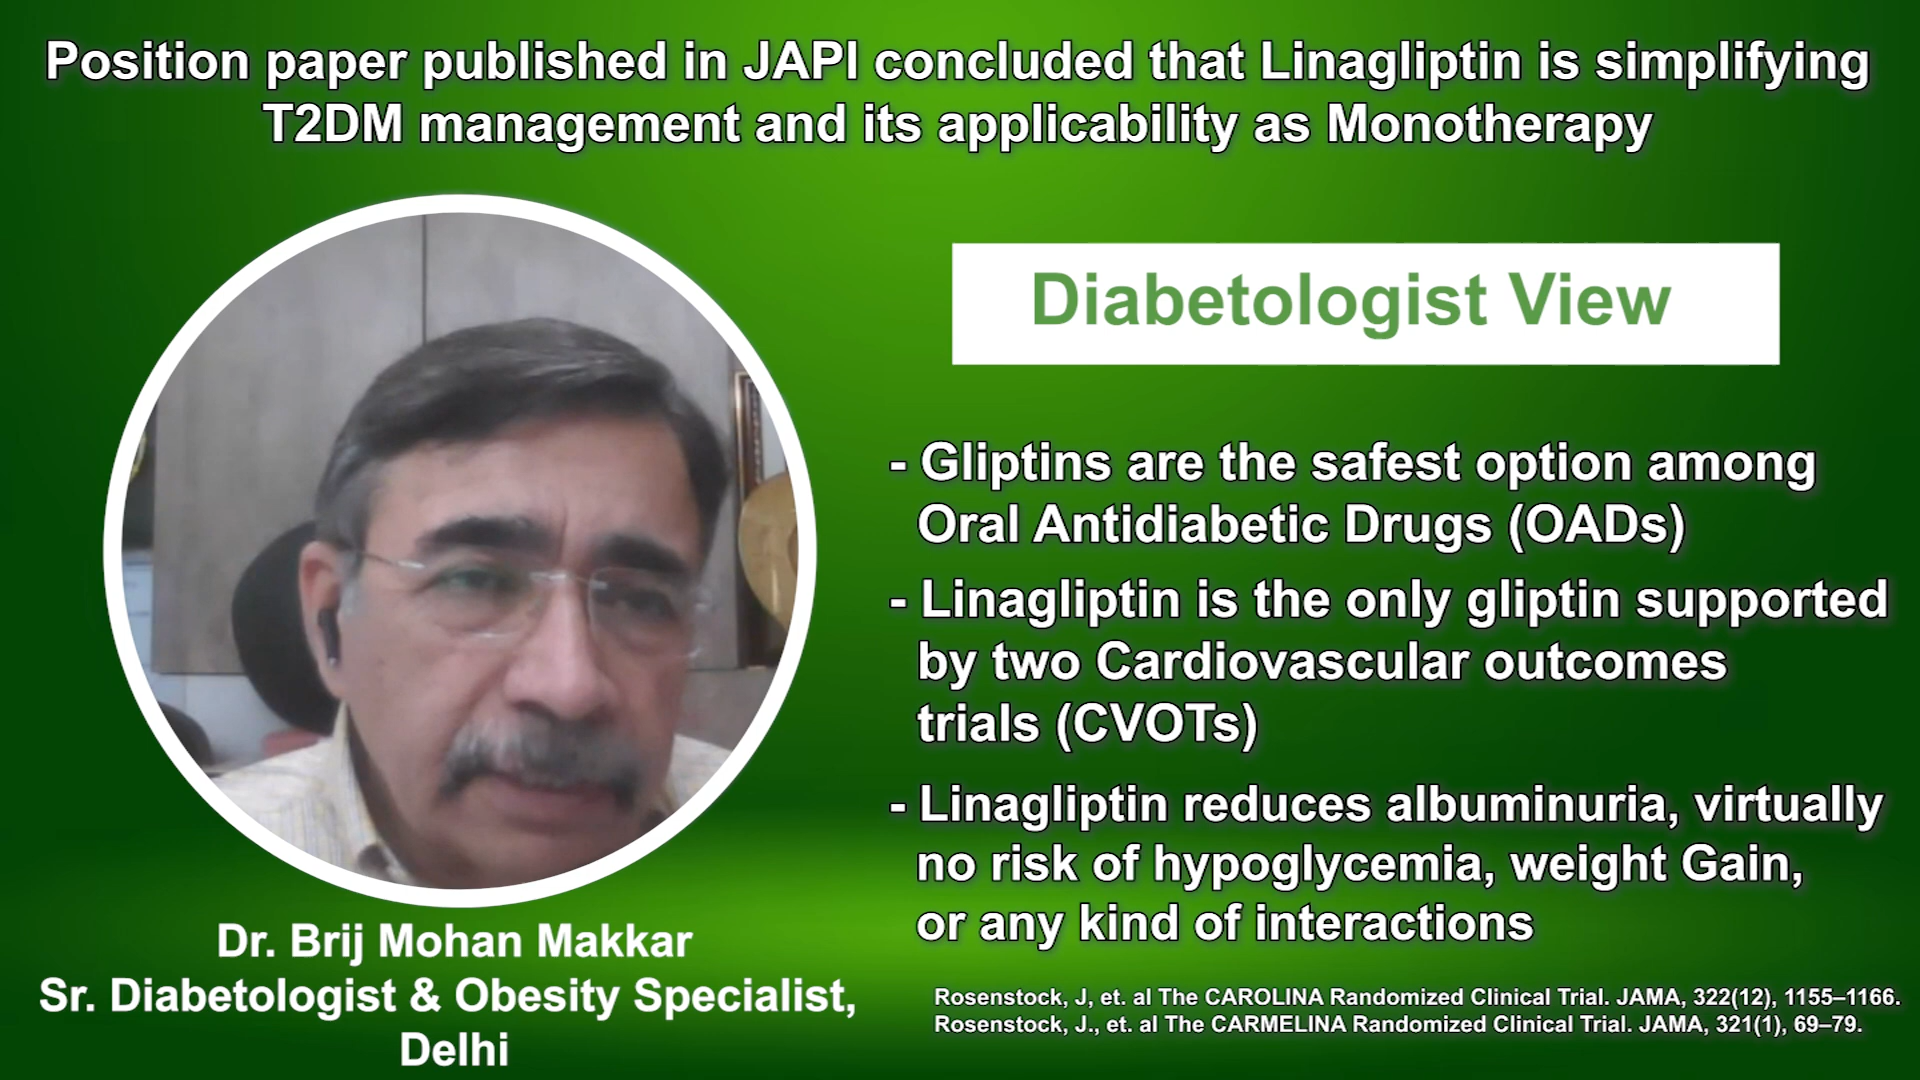 Position paper published in JAPI concluded that Linagliptin is simplifying
T2DM management and its applicability as Monotherapy
Diabetologist View
- Gliptins are the safest option among
Oral Antidiabetic Drugs (OADs)
- Linagliptin is the only gliptin supported
by two Cardiovascular outcomes
trials (CVOTs)
- Linagliptin reduces albuminuria, virtually
no risk of hypoglycemia, weight Gain,
or any kind of interactions
Dr. Brij Mohan Makkar
Sr. Diabetologist & Obesity Specialist,
Delhi
Rosenstock, J, et. al The CAROLINA Randomized Clinical Trial. JAMA, 322(12), 1155–1166.
Rosenstock, J., et. al The CARMELINA Randomized Clinical Trial. JAMA, 321(1), 69–79.